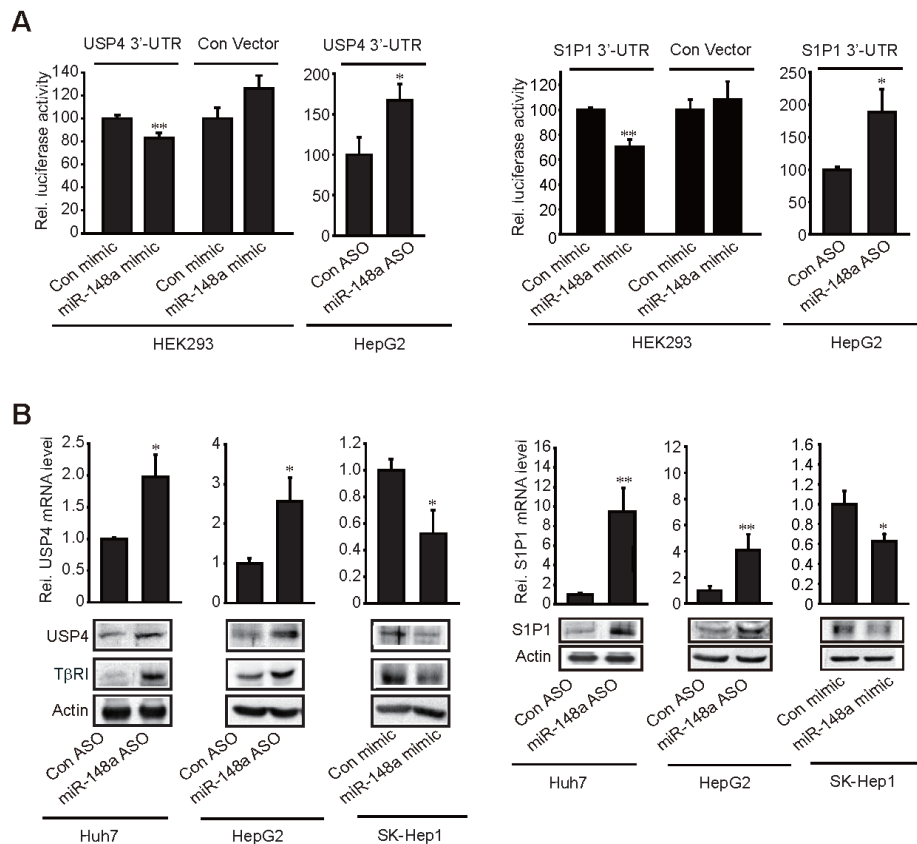 A
USP4 3'-UTR
Con Vector
USP4 3'-UTR
Rel. luciferase activity
140
120
100
80
60
40
20
0
**
200
150
100
50
0
*
Con mimic
miR-148a mimic
Con mimic
miR-148a mimic
Con ASO
miR-148a ASO
HEK293
HepG2
S1P1 3'-UTR
Con Vector
S1P1 3'-UTR
Rel. luciferase activity
120
100
80
60
40
20
0
**
250
200
150
100
50
0
*
Con mimic
miR-148a mimic
Con mimic
miR-148a mimic
Con ASO
miR-148a ASO
HEK293
HepG2
B
Rel. USP4 mRNA level
2.5
2.0
1.5
1.0
0.5
0.0
*
4
3
2
1
0
*
1.2
1.0
0.8
0.6
0.4
0.2
0
*
USP4
TβRI
Actin
Con ASO
miR-148a ASO
Con ASO
miR-148a ASO
Con mimic
miR-148a mimic
Huh7
HepG2
SK-Hep1
Rel. S1P1 mRNA level
16
14
12
10
8
6
4
2
0
**
12
10
8
6
4
2
0
**
1.6
1.4
1.2
1.0
0.8
0.6
0.4
0.2
0
*
S1P1
Actin
Con ASO
miR-148a ASO
Con ASO
miR-148a ASO
Con mimic
miR-148a mimic
Huh7
HepG2
SK-Hep1